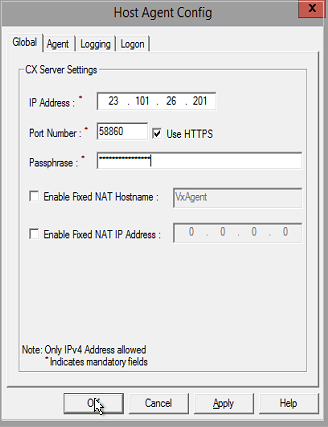 Host Agent Config
x
Global Agent Logging Logon
CX Server Settings
IP Address : * 23 . 101 . 26 . 201
Port Number : * 58860 Use HTTPS
Passphrase : * ****************
Enable Fixed NAT Hostname : VxAgent
Enable Fixed NAT IP Address : 0 . 0 . 0 . 0
Note: Only IPv4 Address allowed
* Indicates mandatory fields
OK Cancel Apply Help